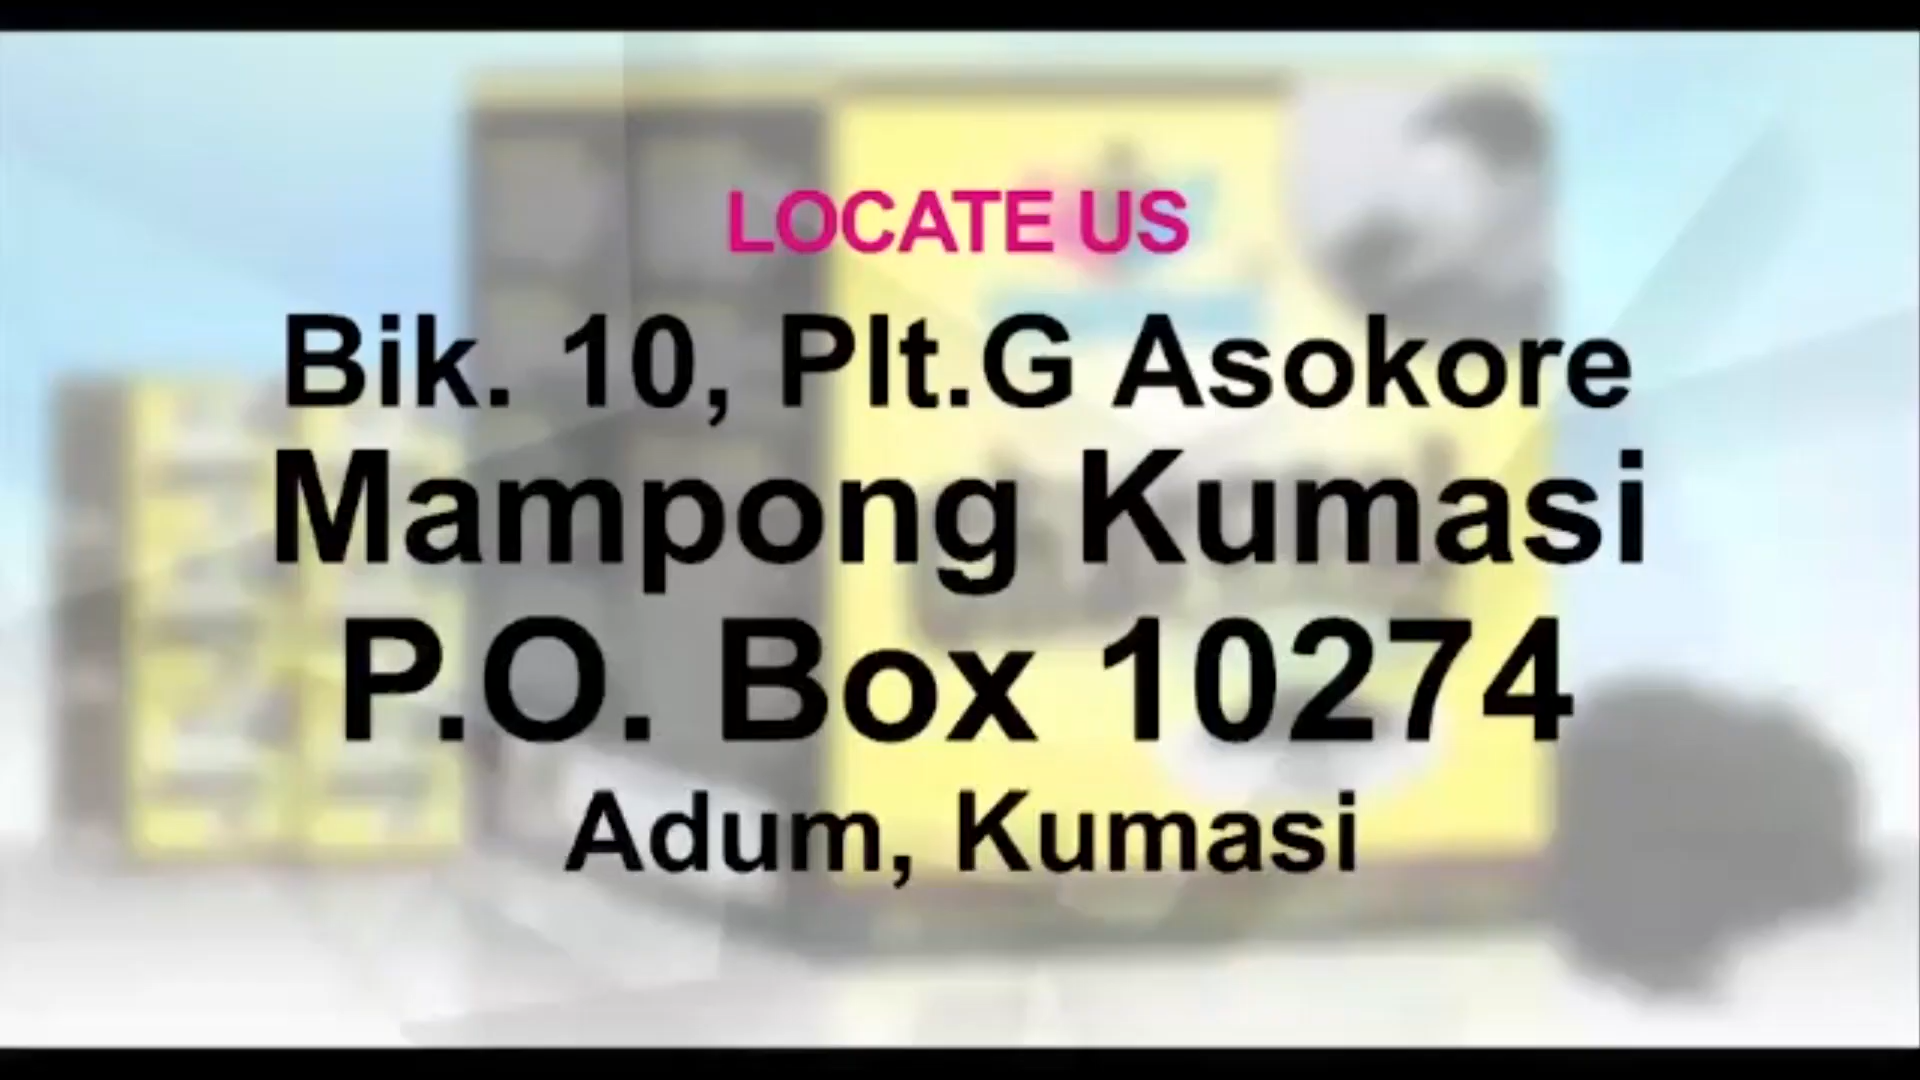 LOCATE US
Bik. 10, Plt.G Asokore
Mampong Kumasi
P.O. Box 10274
Adum, Kumasi